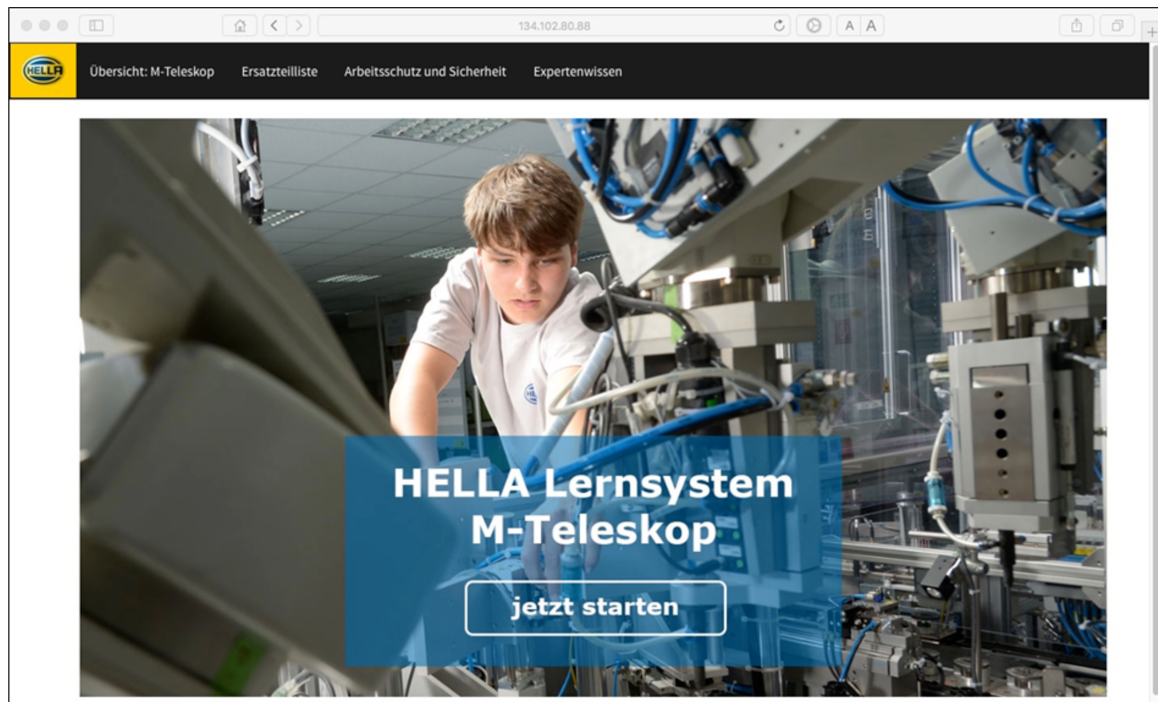 134.102.80.88
A A
HELLA
Übersicht: M-Teleskop Ersatzteilliste Arbeitsschutz und Sicherheit Expertenwissen
HELLA Lernsystem
M-Teleskop
jetzt starten